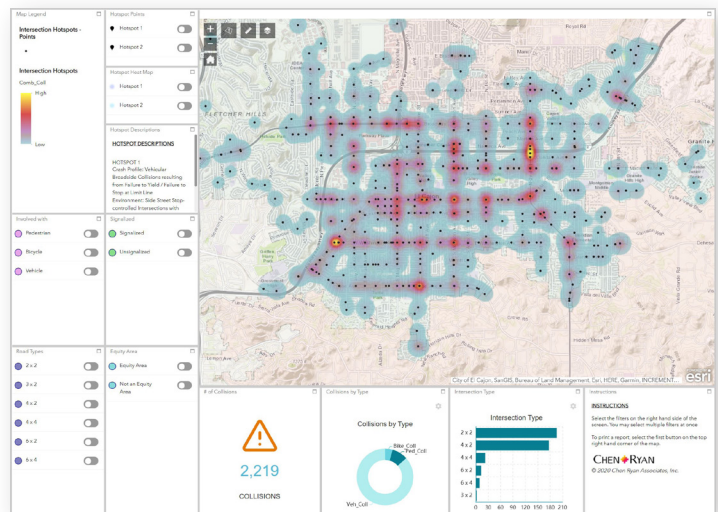 Map Legend
Intersection Hotspots -
Points
Intersection Hotspots
Comb_Coll
High
Low
Hotspot Points
Hotspot 1
Hotspot 2
Hotspot Heat Map
Hotspot 1
Hotspot 2
Hotspot Descriptions
HOTSPOT DESCRIPTIONS
HOTSPOT 1
Crash Profile: Vehicular
Broadside Collisions resulting
from Failure to Yield / Failure to
Stop at Limit Line
Environment: Side Street Stop-
controlled Intersections with
Involved with
Pedestrian
Bicycle
Vehicle
Signalized
Signalized
Unsignalized
Road Types
2 x 2
3 x 2
4 x 2
4 x 4
6 x 2
6 x 4
Equity Area
Equity Area
Not an Equity
Area
FLETCHER HILLS
Granite H
City of El Cajon, SanGIS, Bureau of Land Management, Esri, HERE, Garmin, INCREMENT...
esri
# of Collisions
2,219
COLLISIONS
Collisions by Type
Collisions by Type
Bike_Coll
Ped_Coll
Veh_Coll
Intersection Type
Intersection Type
2 x 2
4 x 2
4 x 4
6 x 2
6 x 4
3 x 2
0 30 60 90 120 150 180 210
Instructions
INSTRUCTIONS
Select the filters on the right hand side of the
screen. You may select multiple filters at once
To print a report, select the first button on the top
right hand corner of the map.
CHEN RYAN
© 2020 Chen Ryan Associates, Inc.